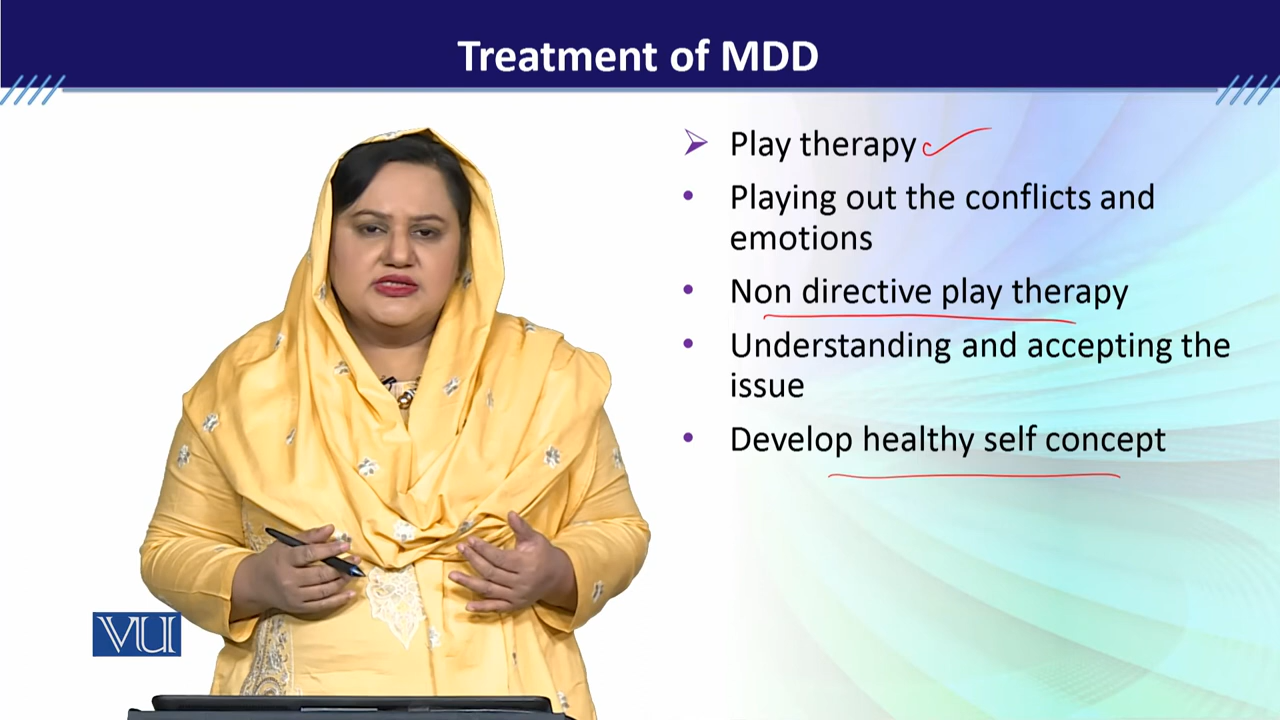 Treatment of MDD
Play therapy
Playing out the conflicts and
emotions
Non directive play therapy
Understanding and accepting the
issue
Develop healthy self concept
VU